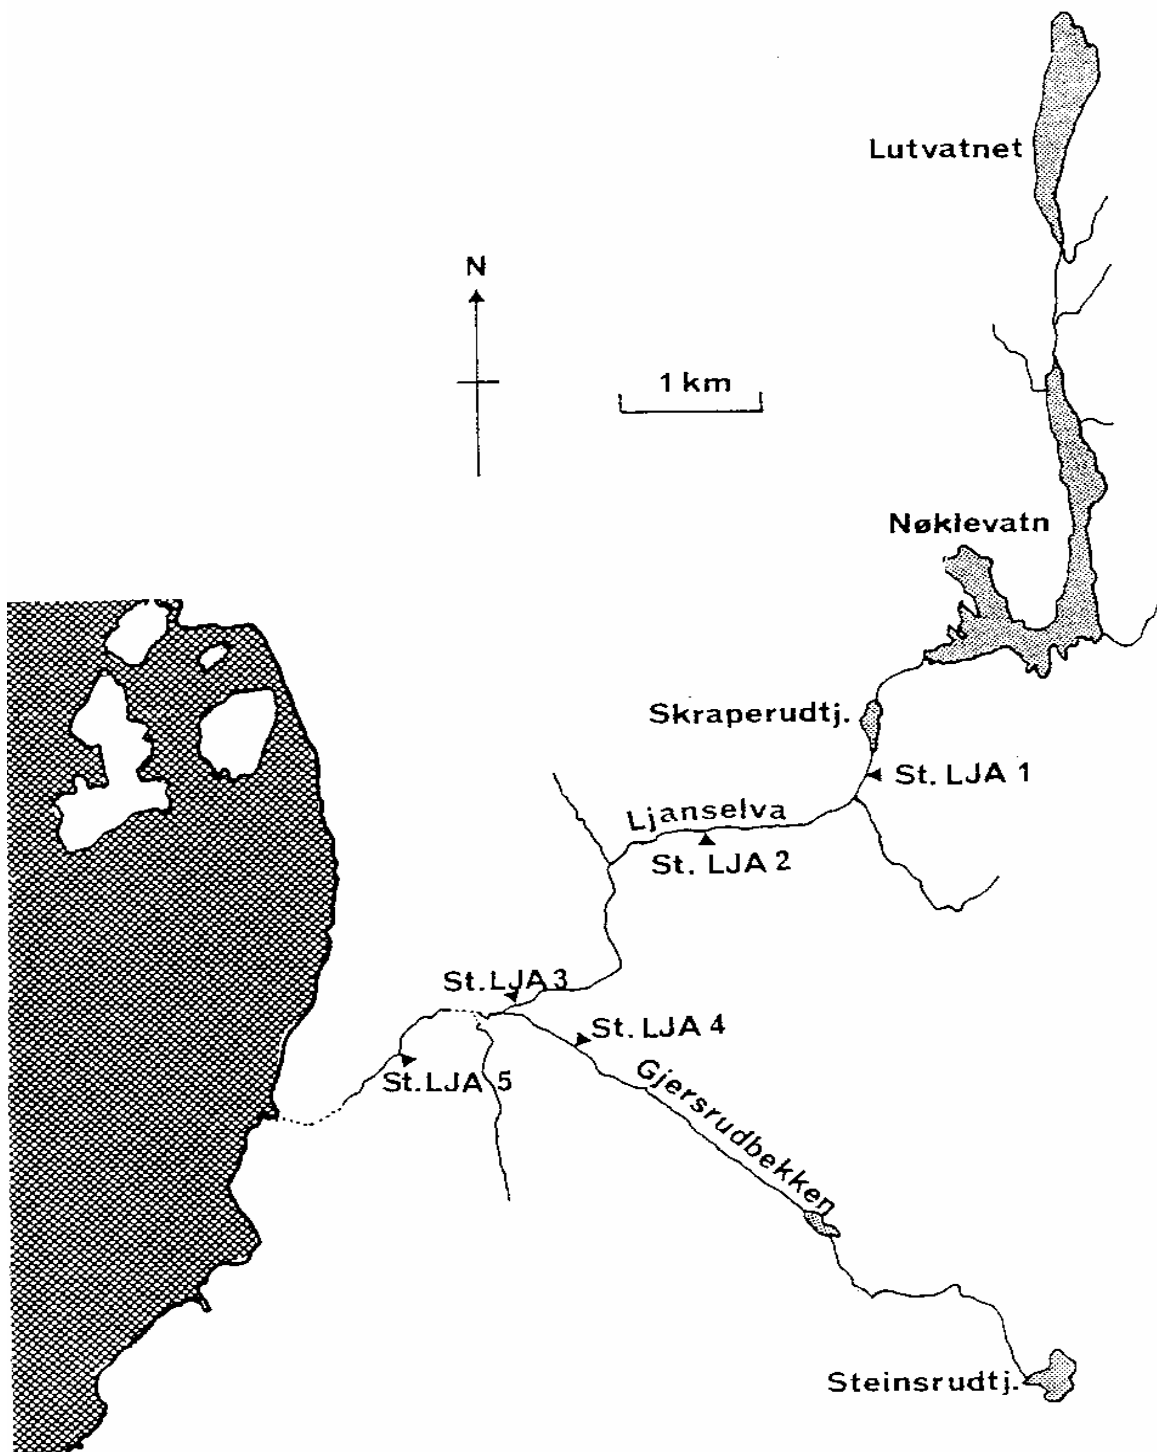 Lutvatnet
N
1 km
Nøklevatn
Skraperudtj.
St. LJA 1
Ljanselva
St. LJA 2
St. LJA 3
St. LJA 4
St. LJA 5
Gjersrudbekken
Steinsrudtj.